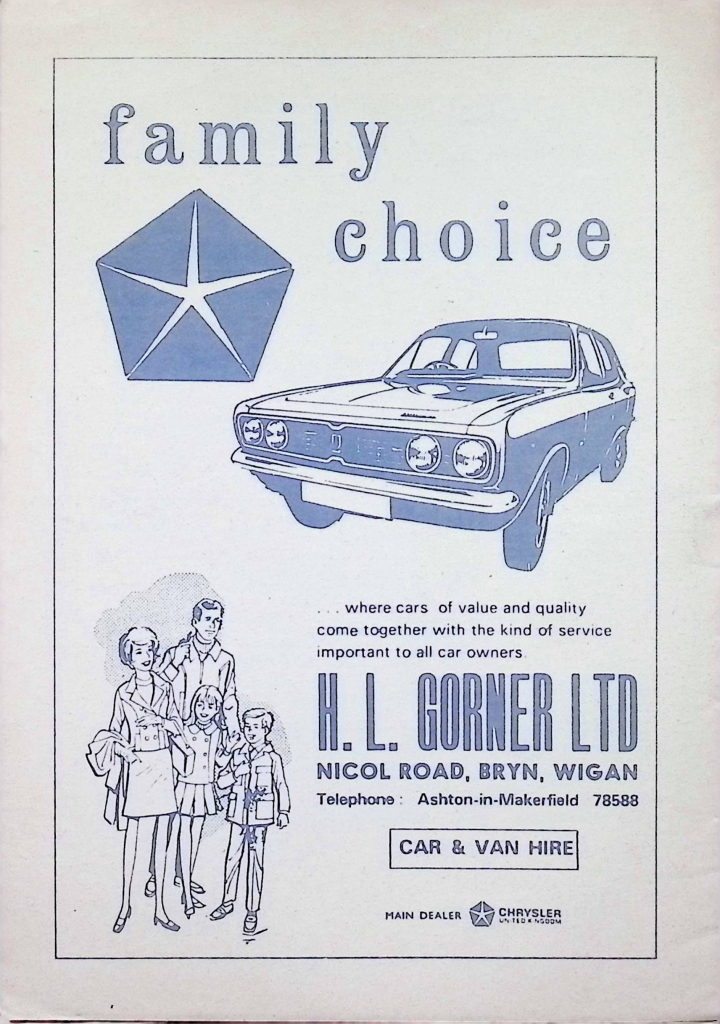 family
choice
... where cars of value and quality
come together with the kind of service
important to all car owners.
H. L. GORNER LTD
NICOL ROAD, BRYN, WIGAN
Telephone : Ashton-in-Makerfield 78588
CAR & VAN HIRE
MAIN DEALER CHRYSLER
UNITED KINGDOM